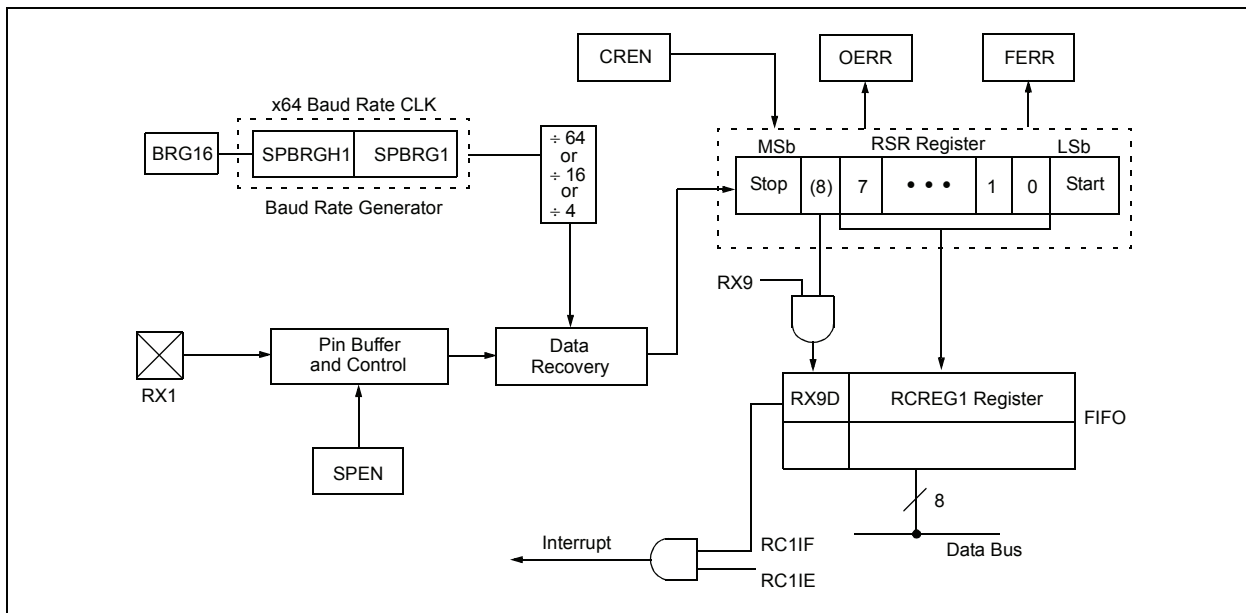 CREN
OERR
FERR
x64 Baud Rate CLK
BRG16
SPBRGH1
SPBRG1
Baud Rate Generator
÷ 64
or
÷ 16
or
÷ 4
MSb
RSR Register
LSb
Stop
(8)
7
• • •
1
0
Start
RX9
RX1
Pin Buffer
and Control
Data
Recovery
SPEN
RX9D
RCREG1 Register
FIFO
8
Data Bus
Interrupt
RC1IF
RC1IE